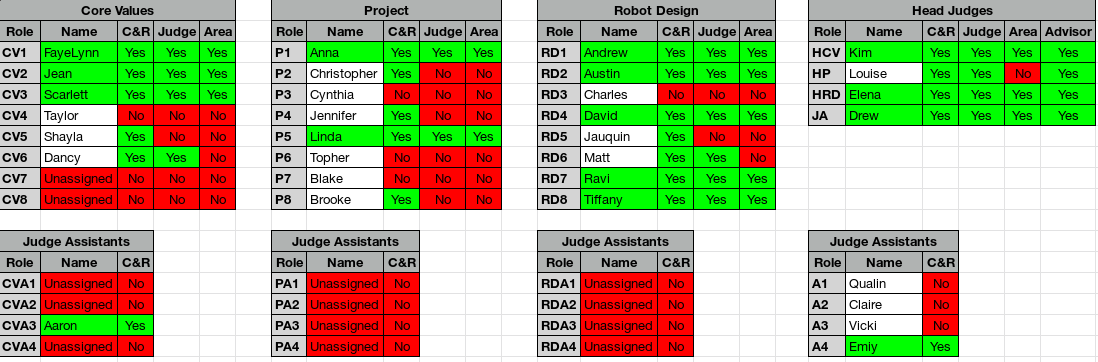 Core Values Project Robot Design Head Judges
Role Name C&R Judge Area Role Name C&R Judge Area Role Name C&R Judge Area Role Name C&R Judge Area Advisor
CV1 FayeLynn Yes Yes Yes P1 Anna Yes Yes Yes RD1 Andrew Yes Yes Yes HCV Kim Yes Yes Yes Yes
CV2 Jean Yes Yes Yes P2 Christopher Yes No No RD2 Austin Yes Yes Yes HP Louise Yes Yes No Yes
CV3 Scarlett Yes Yes Yes P3 Cynthia No No No RD3 Charles No No No HRD Elena Yes Yes Yes Yes
CV4 Taylor No No No P4 Jennifer Yes No No RD4 David Yes Yes Yes JA Drew Yes Yes Yes Yes
CV5 Shayla Yes No No P5 Linda Yes Yes Yes RD5 Jauquin Yes No No
CV6 Dancy Yes Yes No P6 Topher No No No RD6 Matt Yes Yes No
CV7 Unassigned No No No P7 Blake No No No RD7 Ravi Yes Yes Yes
CV8 Unassigned No No No P8 Brooke Yes No No RD8 Tiffany Yes Yes Yes
Judge Assistants Judge Assistants Judge Assistants Judge Assistants
Role Name C&R Role Name C&R Role Name C&R Role Name C&R
CVA1 Unassigned No PA1 Unassigned No RDA1 Unassigned No A1 Qualin No
CVA2 Unassigned No PA2 Unassigned No RDA2 Unassigned No A2 Claire No
CVA3 Aaron Yes PA3 Unassigned No RDA3 Unassigned No A3 Vicki No
CVA4 Unassigned No PA4 Unassigned No RDA4 Unassigned No A4 Emiy Yes